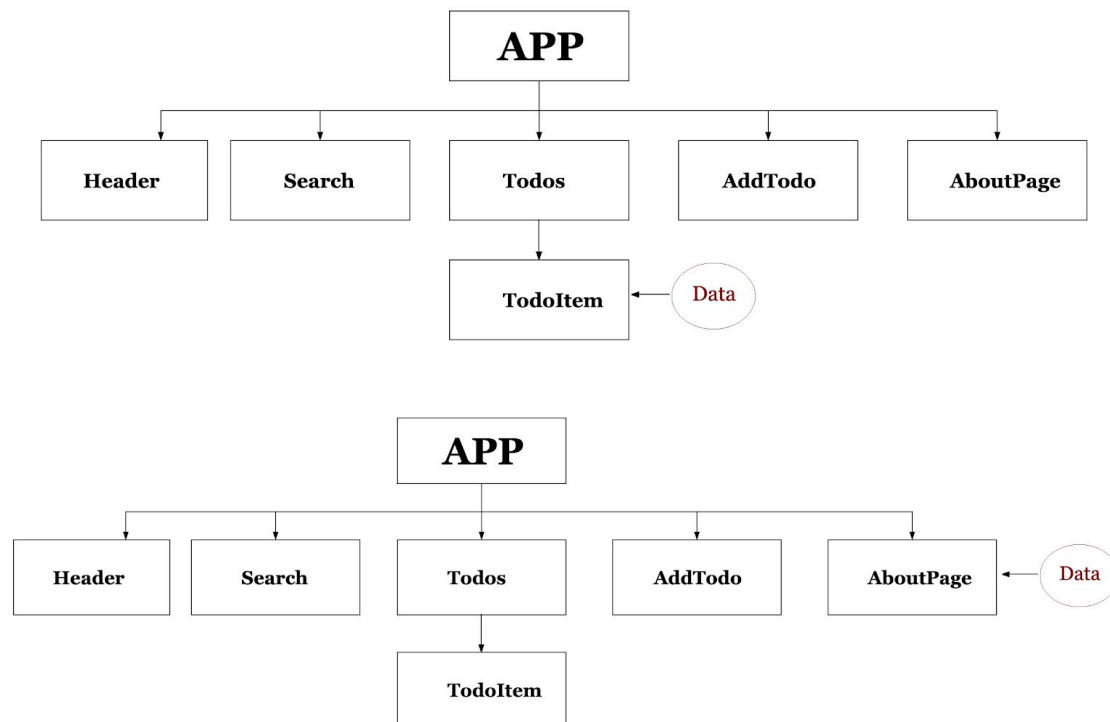 APP
Header Search Todos AddTodo AboutPage
TodoItem Data
APP
Header Search Todos AddTodo AboutPage Data
TodoItem